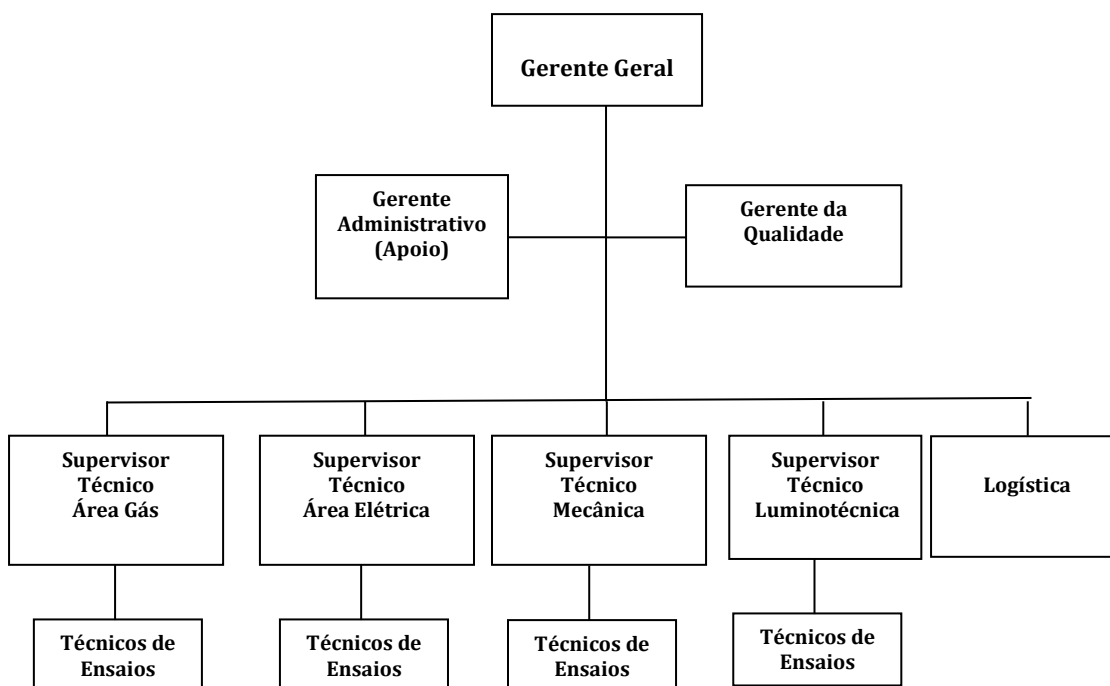 Gerente Geral
Gerente
Administrativo
(Apoio)
Gerente da
Qualidade
Supervisor
Técnico
Área Gás
Supervisor
Técnico
Área Elétrica
Supervisor
Técnico
Mecânica
Supervisor
Técnico
Luminotécnica
Logística
Técnicos de
Ensaios
Técnicos de
Ensaios
Técnicos de
Ensaios
Técnicos de
Ensaios